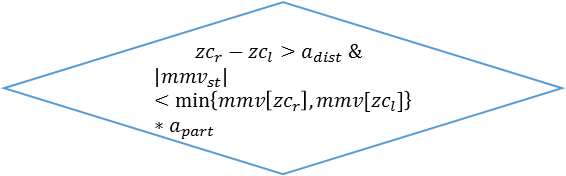 zc_r − zc_l > a_dist &
|mmv_st|
< min{mmv[zc_r], mmv[zc_l]}
* a_part